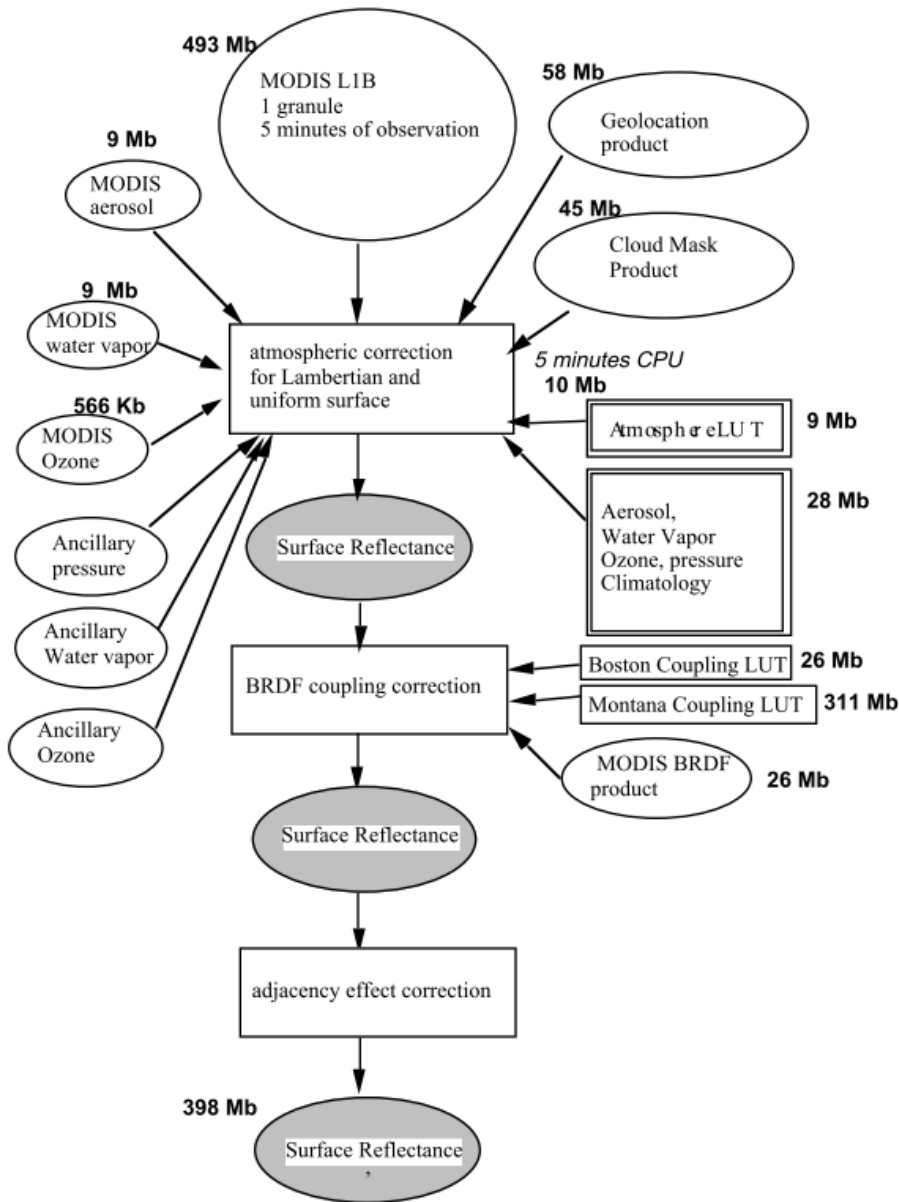 493 Mb
MODIS L1B
1 granule
5 minutes of observation
58 Mb
Geolocation
product
9 Mb
MODIS
aerosol
45 Mb
Cloud Mask
Product
9 Mb
MODIS
water vapor
atmospheric correction
for Lambertian and
uniform surface
5 minutes CPU
10 Mb
566 Kb
MODIS
Ozone
Atmospher eLU T
9 Mb
28 Mb
Aerosol,
Water Vapor
Ozone, pressure
Climatology
Ancillary
pressure
Surface Reflectance
Ancillary
Water vapor
Ancillary
Ozone
BRDF coupling correction
Boston Coupling LUT
26 Mb
Montana Coupling LUT
311 Mb
MODIS BRDF
product
26 Mb
Surface Reflectance
adjacency effect correction
398 Mb
Surface Reflectance
,